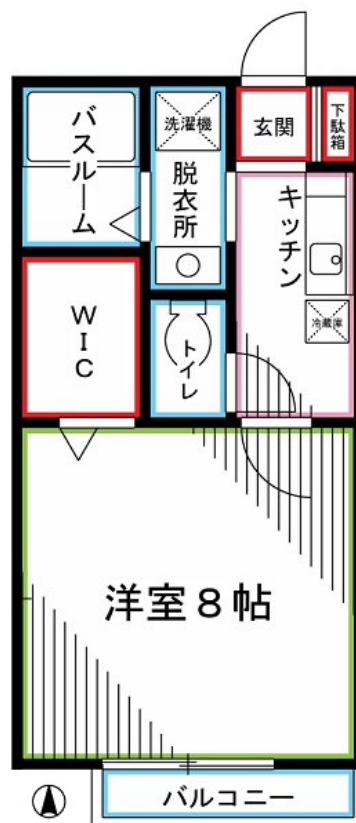 バスルーム
洗濯機
脱衣所
玄関
下駄箱
キッチン
冷蔵庫
WIC
トイレ
洋室8帖
バルコニー